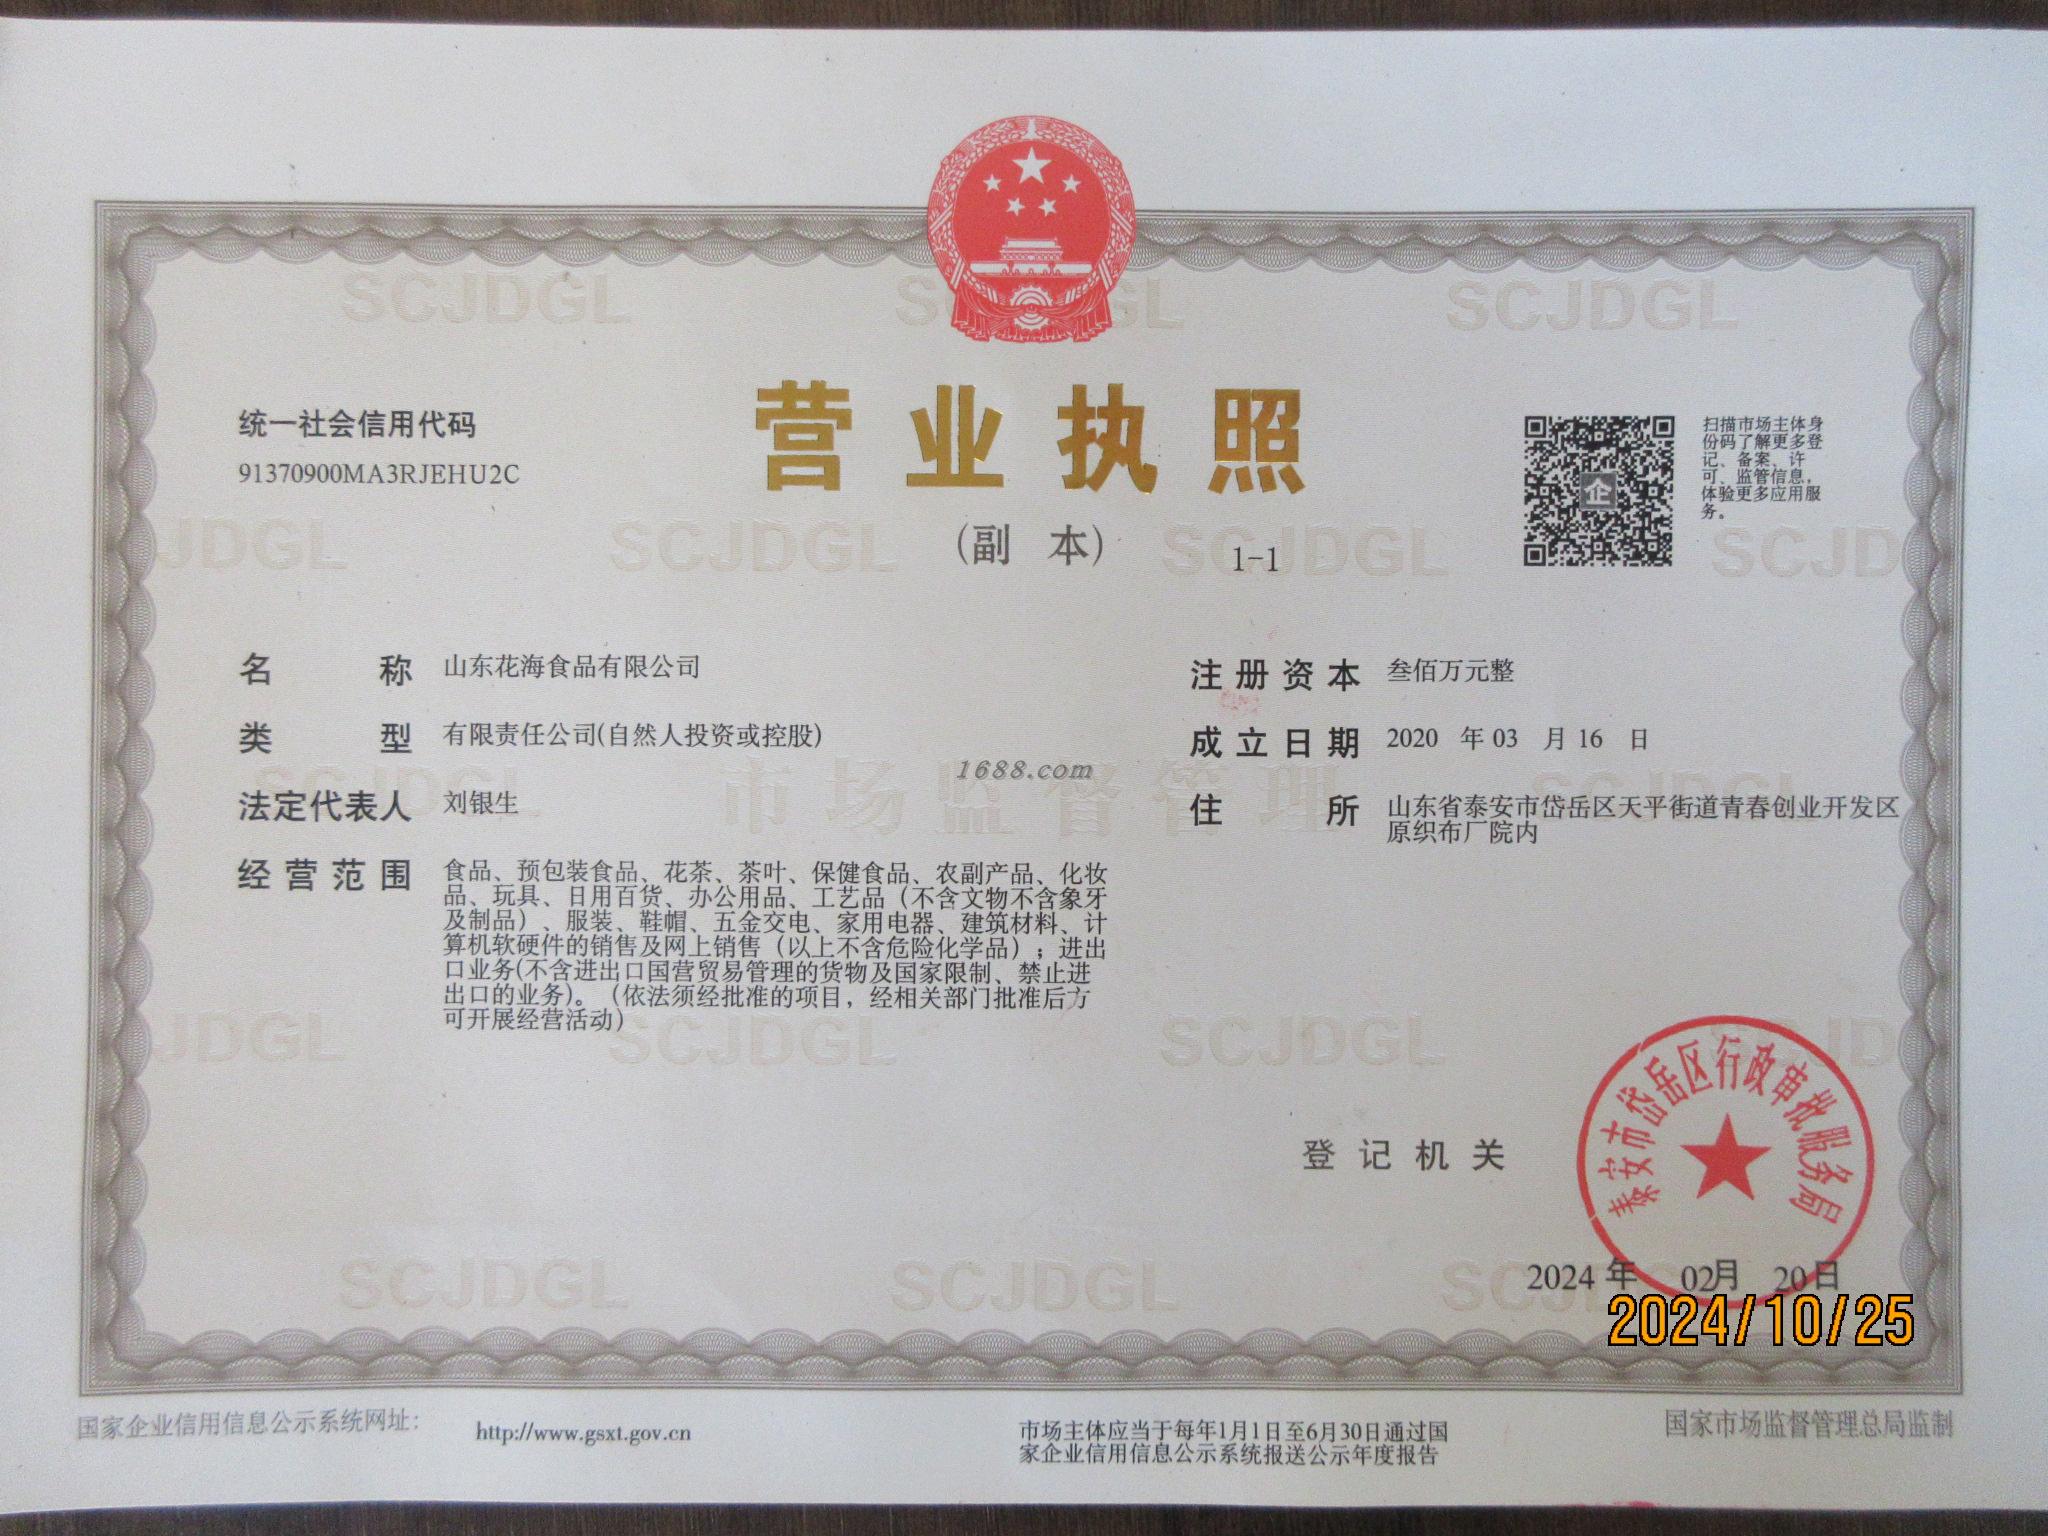 SCJDGL SCJDGL SCJDGL
营业执照
(副 本) 1-1
统一社会信用代码
91370900MA3RJEHU2C
扫描市场主体身
份码了解更多登
记、备案、许
可、监管信息,
体验更多应用服
务。
企
JDGL SCJDGL SCJDGL SCJD
名称 山东花海食品有限公司
类型 有限责任公司(自然人投资或控股)
法定代表人 刘银生
经营范围 食品、预包装食品、花茶、茶叶、保健食品、农副产品、化妆
品、玩具、日用百货、办公用品、工艺品（不含文物不含象牙
及制品）、服装、鞋帽、五金交电、家用电器、建筑材料、计
算机软硬件的销售及网上销售（以上不含危险化学品）；进出
口业务(不含进出口国营贸易管理的货物及国家限制、禁止进
出口的业务)。（依法须经批准的项目，经相关部门批准后方
可开展经营活动）
注册资本 叁佰万元整
成立日期 2020 年 03 月 16 日
住所 山东省泰安市岱岳区天平街道青春创业开发区
原织布厂院内
1688.com
SCJDGL 市场监督管理 SCJDGL
JDGL SCJDGL SCJDGL SCJD
登记机关
泰安市岱岳区行政审批服务局
2024 年 02月 20日
SCJDGL SCJDGL SCJDGL
2024/10/25
国家企业信用信息公示系统网址: http://www.gsxt.gov.cn
市场主体应当于每年1月1日至6月30日通过国
家企业信用信息公示系统报送公示年度报告
国家市场监督管理总局监制